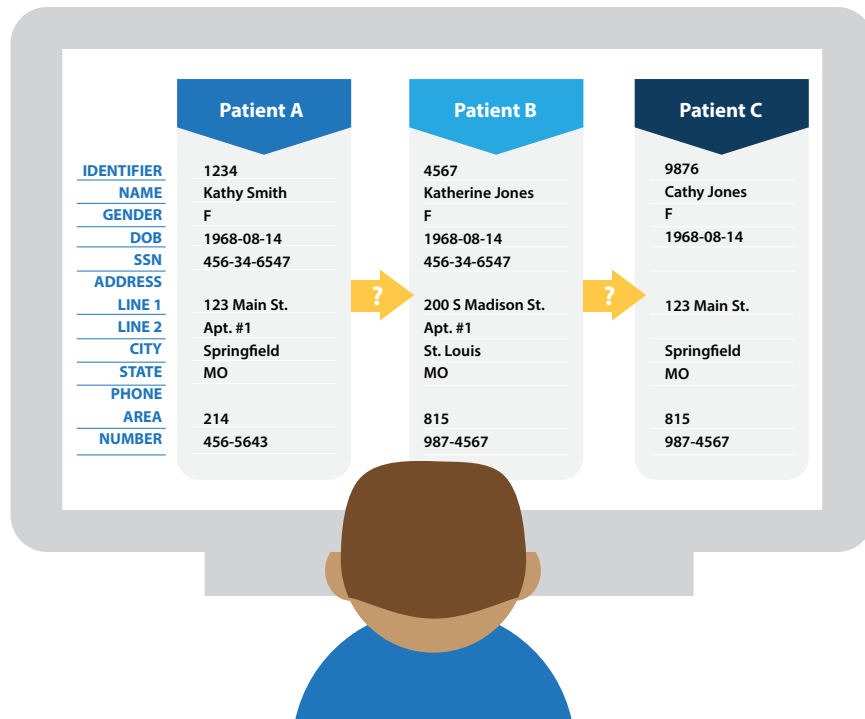 Patient A Patient B Patient C
IDENTIFIER 1234 4567 9876
NAME Kathy Smith Katherine Jones Cathy Jones
GENDER F F F
DOB 1968-08-14 1968-08-14 1968-08-14
SSN 456-34-6547 456-34-6547
ADDRESS
? ?
LINE 1 123 Main St. 200 S Madison St. 123 Main St.
LINE 2 Apt. #1 Apt. #1
CITY Springfield St. Louis Springfield
STATE MO MO MO
PHONE
AREA 214 815 815
NUMBER 456-5643 987-4567 987-4567